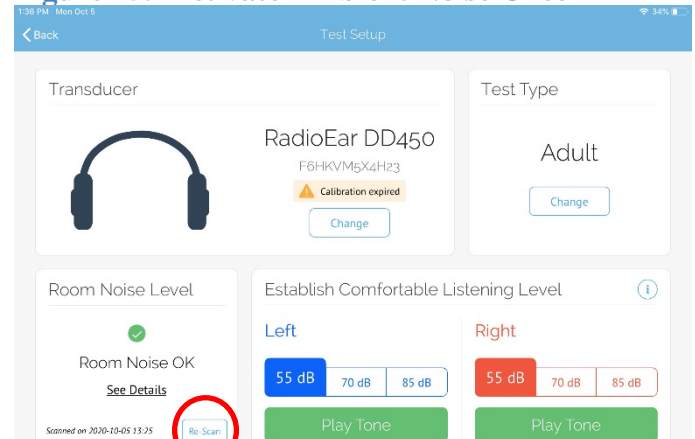 1:36 PM Mon Oct 5
34%
Back
Test Setup
Transducer
RadioEar DD450
F6HKVM5X4H23
Calibration expired
Change
Test Type
Adult
Change
Room Noise Level
Room Noise OK
See Details
Scanned on 2020-10-05 13:25
Re-Scan
Establish Comfortable Listening Level
i
Left
55 dB 70 dB 85 dB
Play Tone
Right
55 dB 70 dB 85 dB
Play Tone